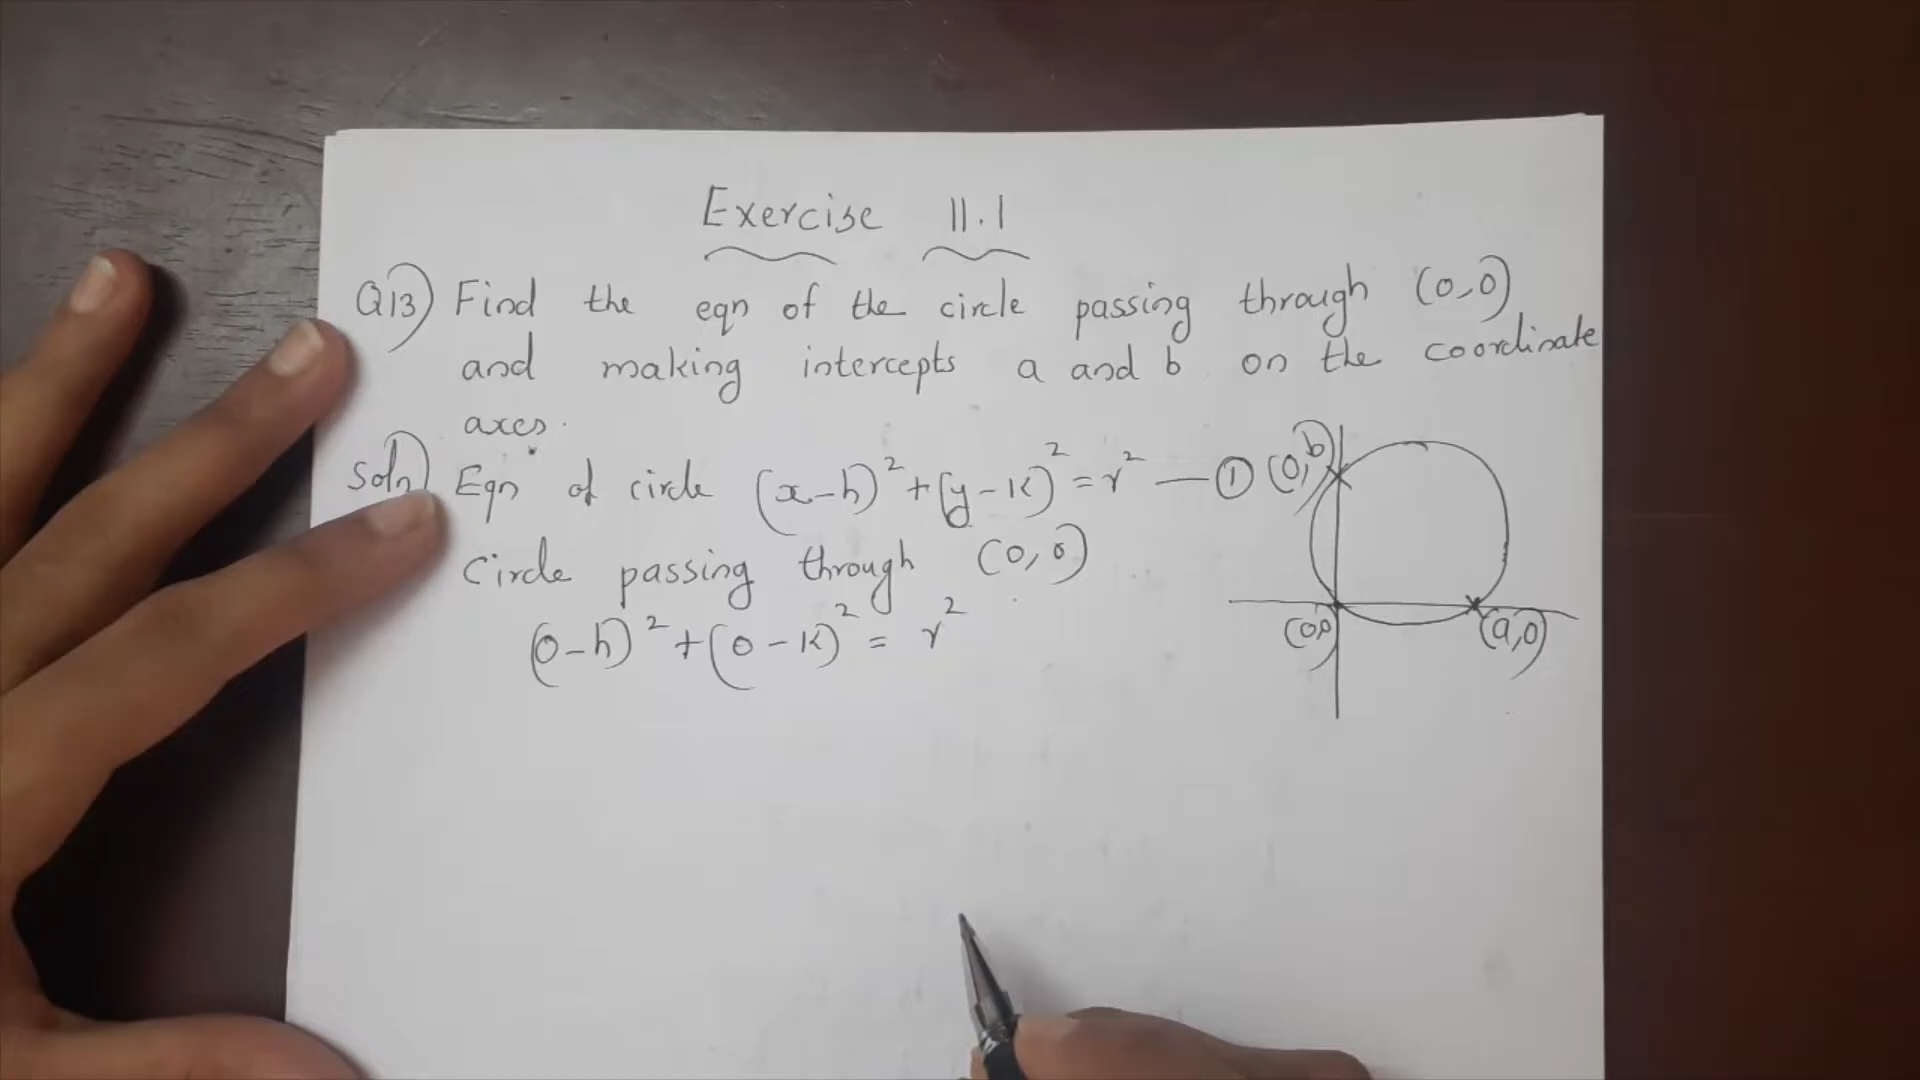 Exercise 11.1
Q13) Find the eqn of the circle passing through (0,0)
and making intercepts a and b on the coordinate
axes.
Soln) Eqn of circle (x-h)² + (y-k)² = r² — ①
Circle passing through (0,0)
(0-h)² + (0-k)² = r²
(0,b)
(0,0)
(a,0)